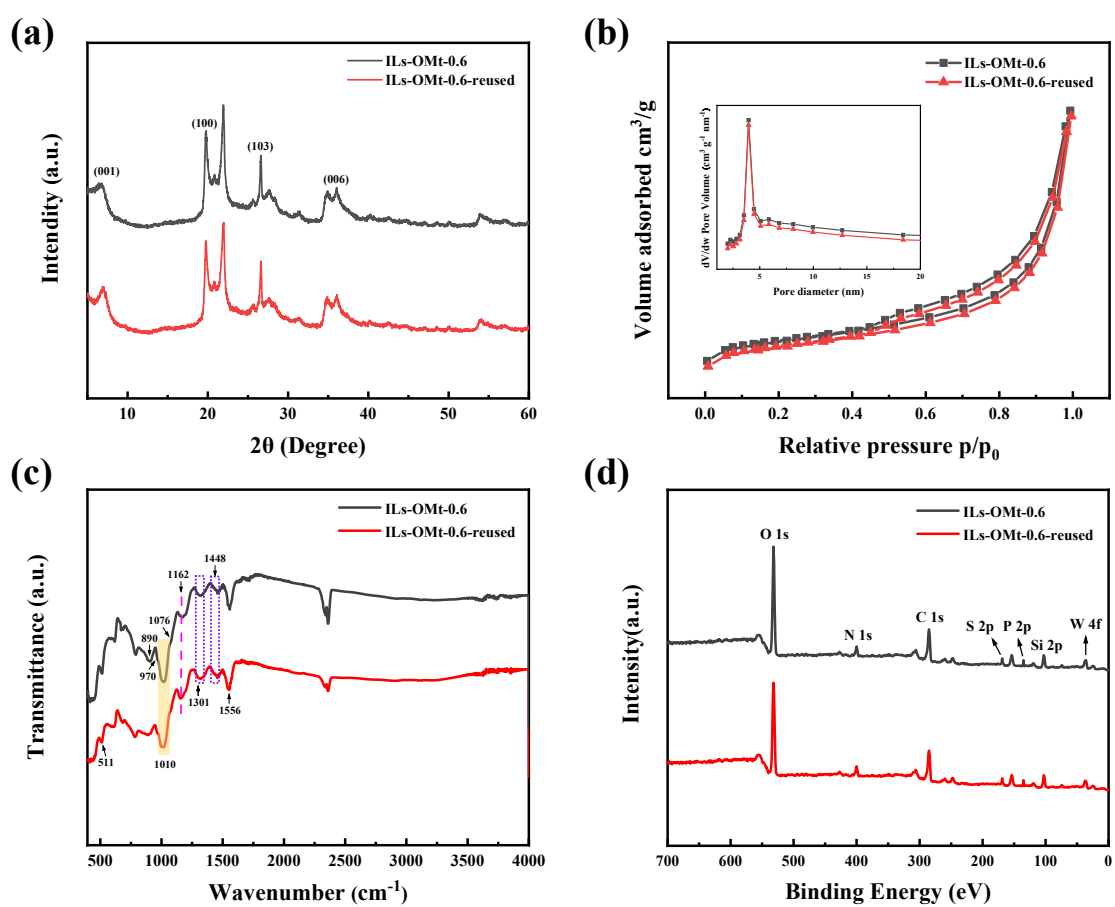 (a)
ILs-OMt-0.6
ILs-OMt-0.6-reused
(001)
(100)
(103)
(006)
Intendity (a.u.)
10 20 30 40 50 60
2θ (Degree)
(b)
ILs-OMt-0.6
ILs-OMt-0.6-reused
dV/dw Pore Volume (cm³ g⁻¹ nm⁻¹)
5 10 15 20
Pore diameter (nm)
Volume adsorbed cm³/g
0.0 0.2 0.4 0.6 0.8 1.0
Relative pressure p/p₀
(c)
ILs-OMt-0.6
ILs-OMt-0.6-reused
1448
1162
1076
890
970
1301
1556
511
1010
Transmittance (a.u.)
500 1000 1500 2000 2500 3000 3500 4000
Wavenumber (cm⁻¹)
(d)
ILs-OMt-0.6
ILs-OMt-0.6-reused
O 1s
N 1s
C 1s
S 2p
P 2p
Si 2p
W 4f
Intensity(a.u.)
700 600 500 400 300 200 100 0
Binding Energy (eV)